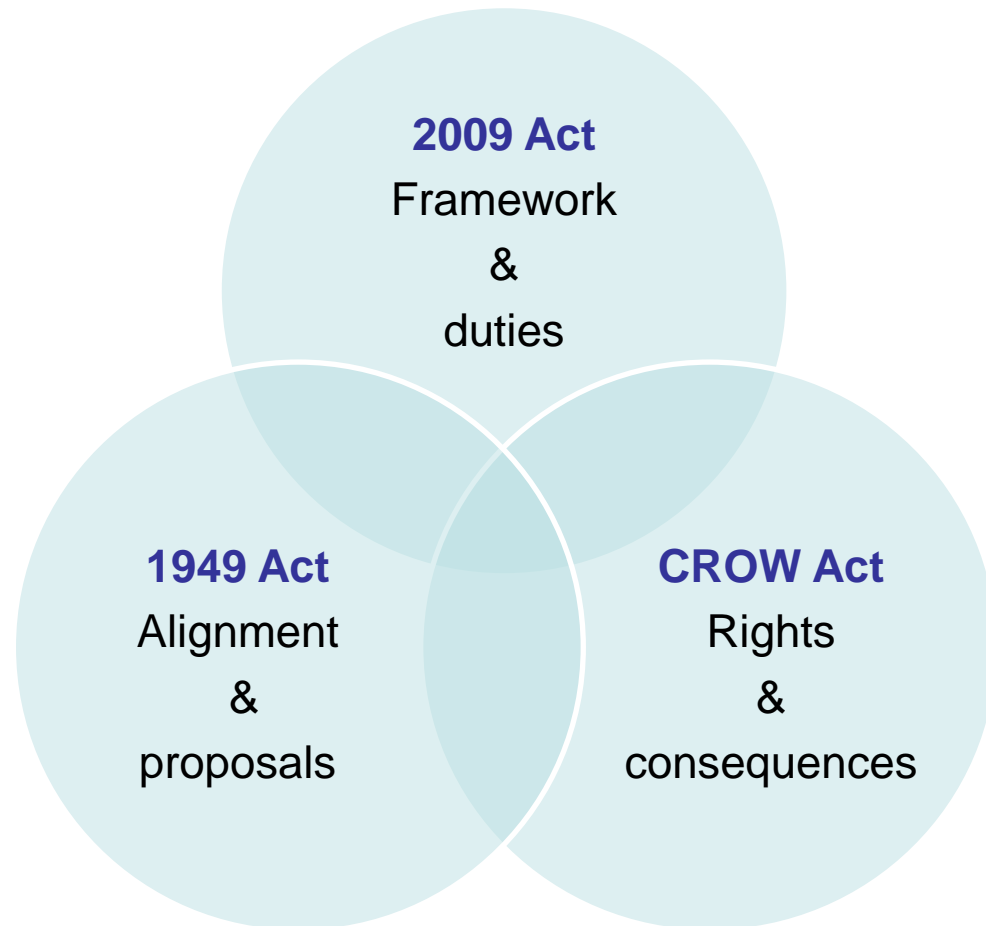 2009 Act
Framework
&
duties
1949 Act
Alignment
&
proposals
CROW Act
Rights
&
consequences